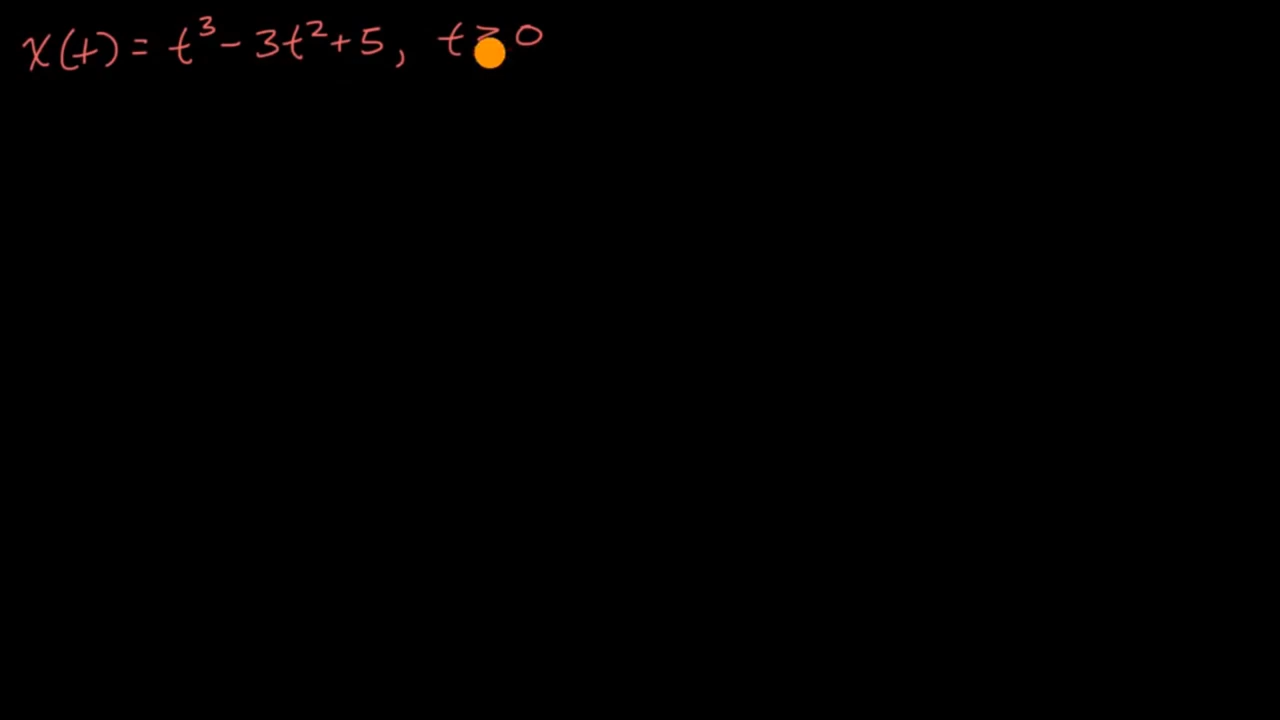 x(t) = t³ - 3t² + 5, t ≥ 0